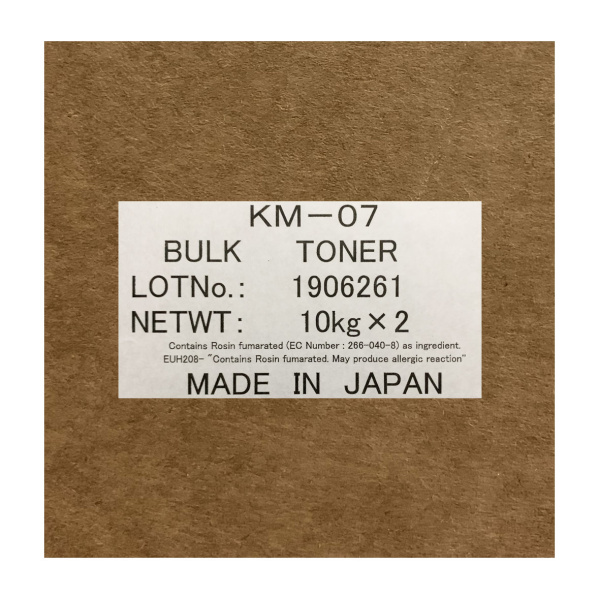 KM-07
BULK TONER
LOTNo.: 1906261
NETWT: 10kg×2
Contains Rosin fumarated (EC Number : 266-040-8) as ingredient.
EUH208- "Contains Rosin fumarated. May produce allergic reaction"
MADE IN JAPAN